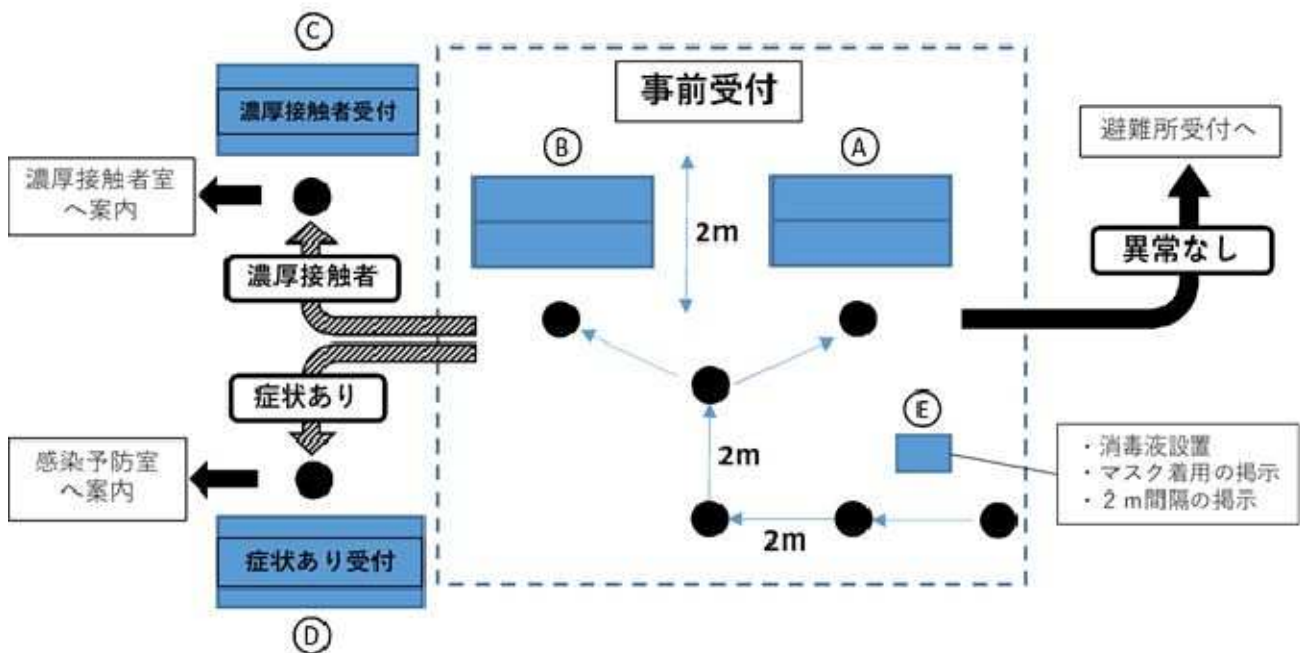 Ⓒ
濃厚接触者受付
濃厚接触者室
へ案内
濃厚接触者
症状あり
感染予防室
へ案内
症状あり受付
Ⓓ
事前受付
Ⓑ
Ⓐ
2m
2m
2m
Ⓔ
避難所受付へ
異常なし
・消毒液設置
・マスク着用の掲示
・２ｍ間隔の掲示